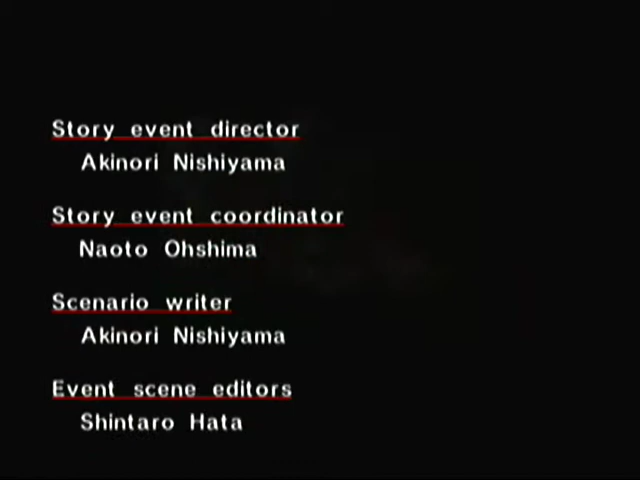 Story event director
Akinori Nishiyama
Story event coordinator
Naoto Ohshima
Scenario writer
Akinori Nishiyama
Event scene editors
Shintaro Hata